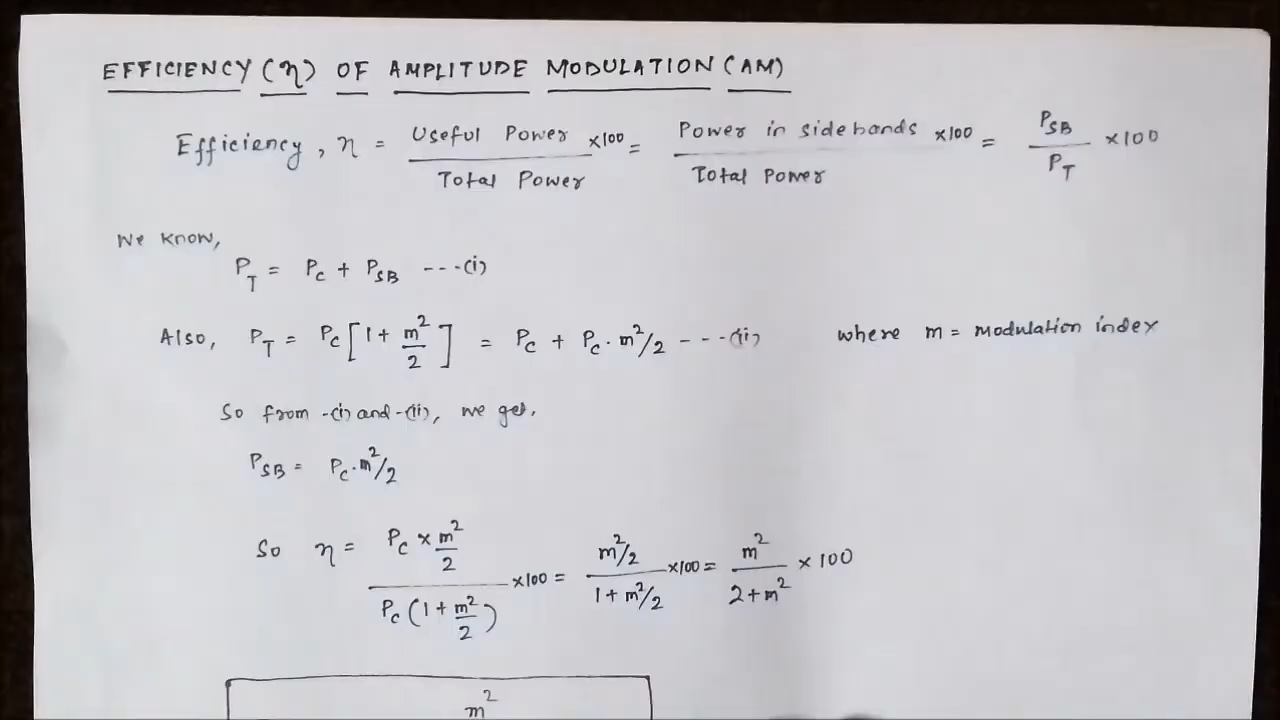 EFFICIENCY (η) OF AMPLITUDE MODULATION (AM)
Efficiency, η = Useful Power / Total Power ×100 = Power in sidebands / Total Power ×100 = P_SB / P_T ×100
We know,
P_T = P_C + P_SB ---(i)
Also, P_T = P_C [1 + m²/2] = P_C + P_C · m²/2 ---(ii) where m = modulation index
So from -(i) and -(ii), we get,
P_SB = P_C · m²/2
So η = P_C × m²/2 / P_C (1 + m²/2) ×100 = m²/2 / 1 + m²/2 ×100 = m² / 2 + m² × 100
m²